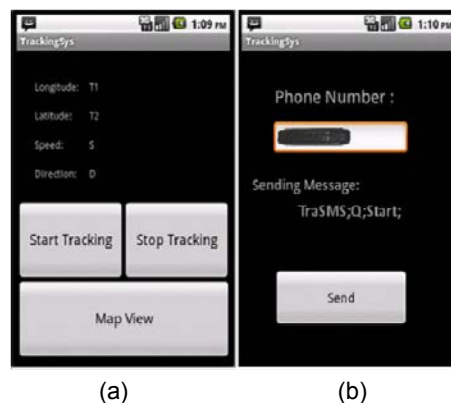 1:09 PM
TrackingSys
Longitude: T1
Latitude: T2
Speed: S
Direction: D
Start Tracking
Stop Tracking
Map View
(a)
1:10 PM
TrackingSys
Phone Number :
Sending Message:
TraSMS;Q;Start;
Send
(b)